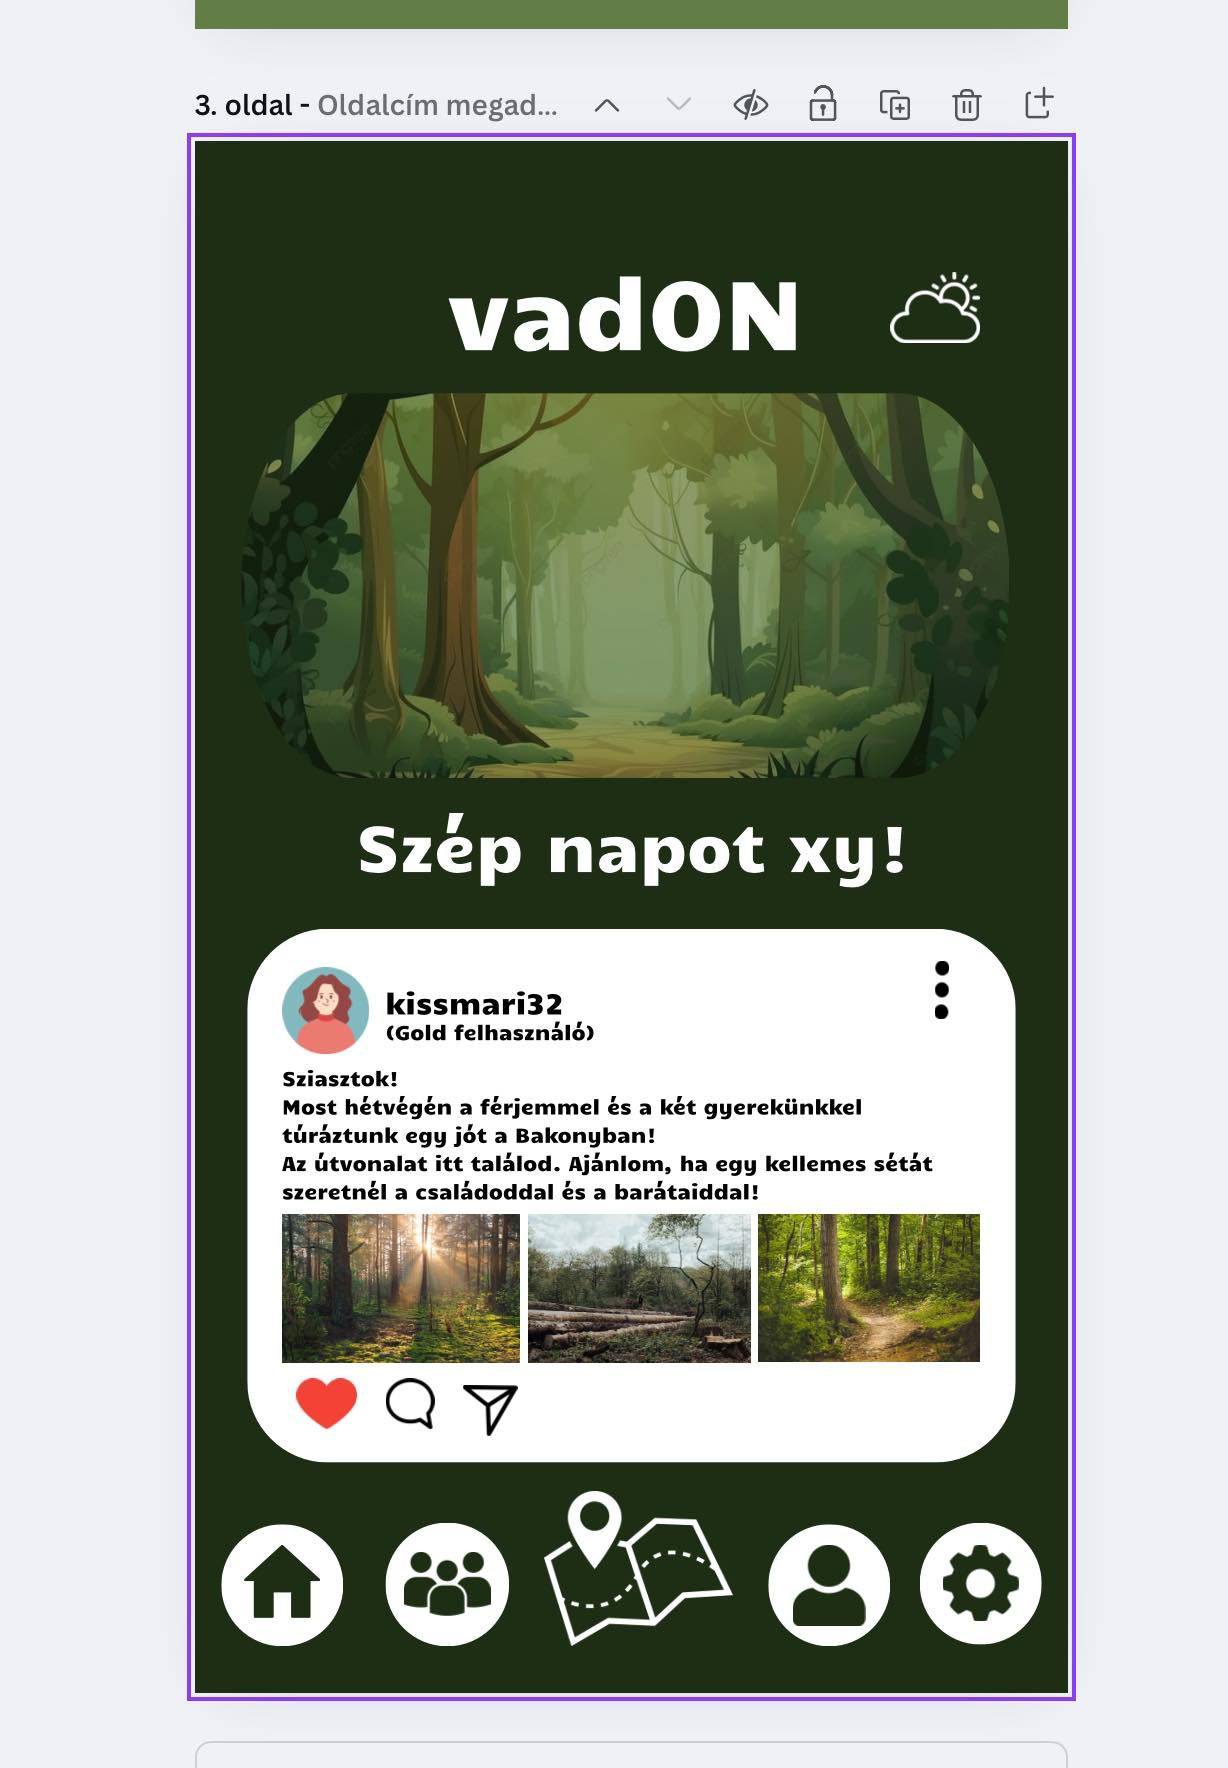 3. oldal - Oldalcím megad...
vadON
Szép napot xy!
kissmari32
(Gold felhasználó)
Sziasztok!
Most hétvégén a férjemmel és a két gyerekünkkel
túráztunk egy jót a Bakonyban!
Az útvonalat itt találod. Ajánlom, ha egy kellemes sétát
szeretnél a családoddal és a barátaiddal!